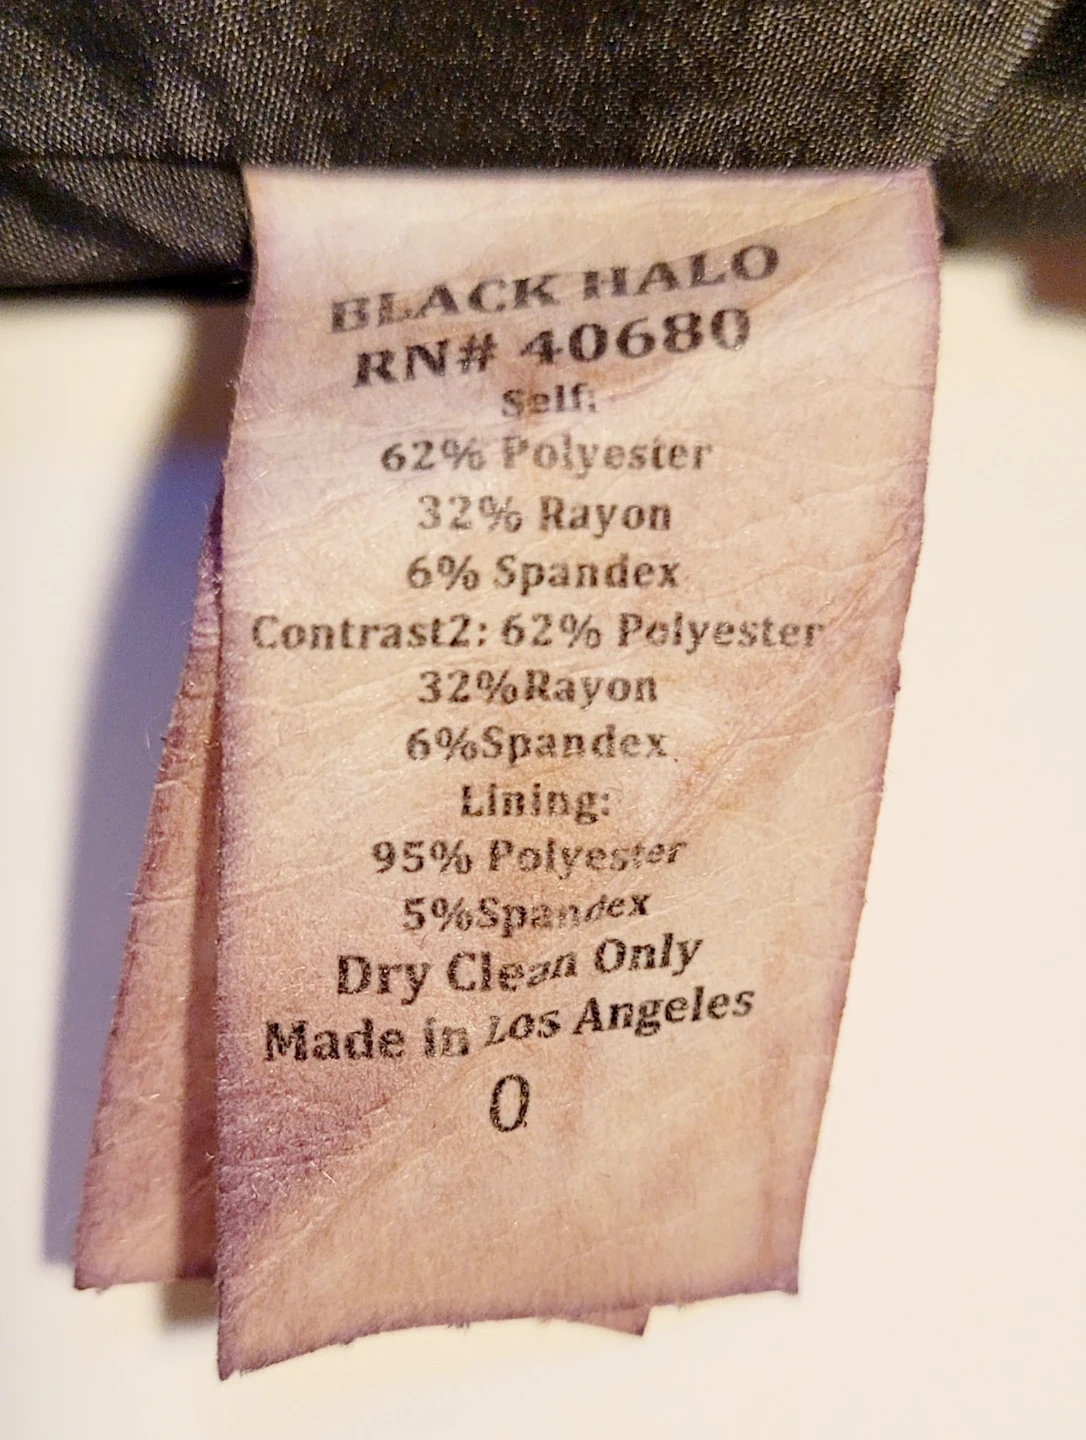 BLACK HALO
RN# 40680
Self:
62% Polyester
32% Rayon
6% Spandex
Contrast2: 62% Polyester
32%Rayon
6%Spandex
Lining:
95% Polyester
5%Spandex
Dry Clean Only
Made in Los Angeles
0